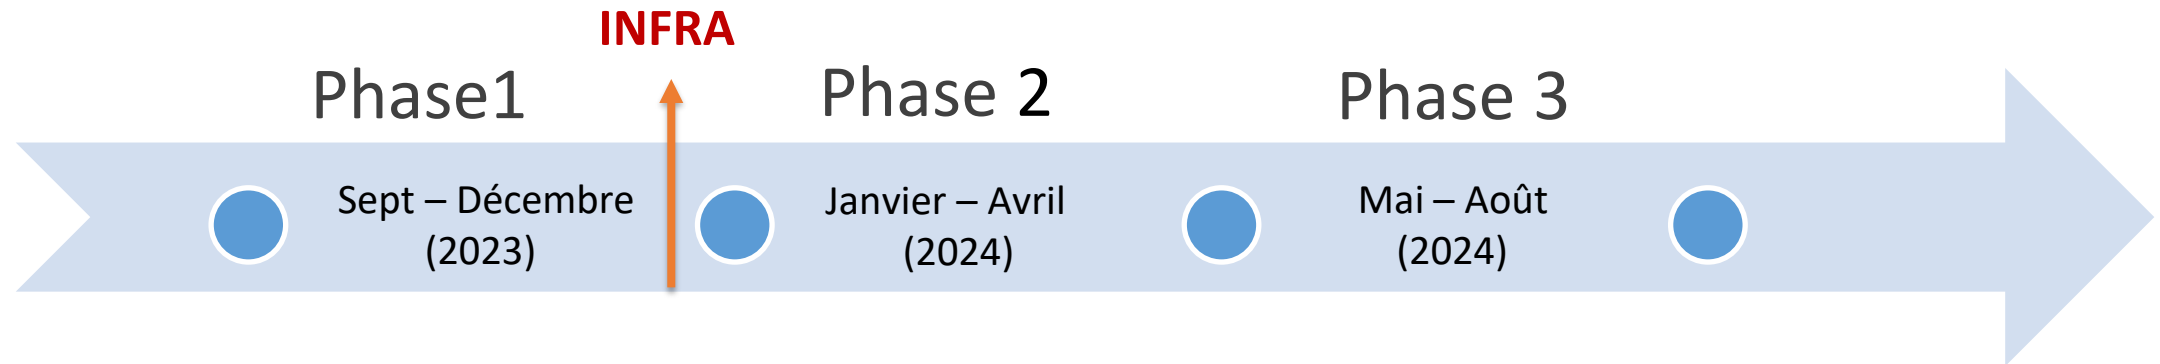 INFRA
Phase1
Phase 2
Phase 3
Sept – Décembre
(2023)
Janvier – Avril
(2024)
Mai – Août
(2024)